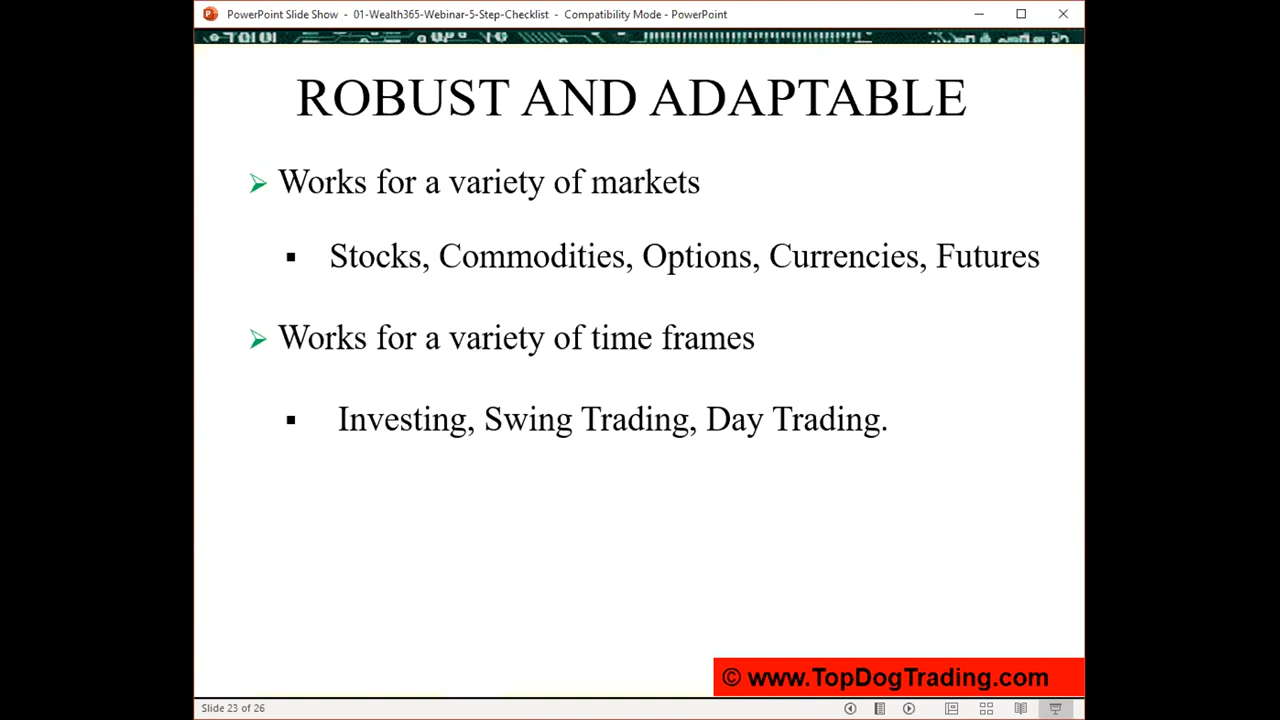 PowerPoint Slide Show - 01-Wealth365-Webinar-5-Step-Checklist - Compatibility Mode - PowerPoint
ROBUST AND ADAPTABLE
Works for a variety of markets
Stocks, Commodities, Options, Currencies, Futures
Works for a variety of time frames
Investing, Swing Trading, Day Trading.
© www.TopDogTrading.com
Slide 23 of 26